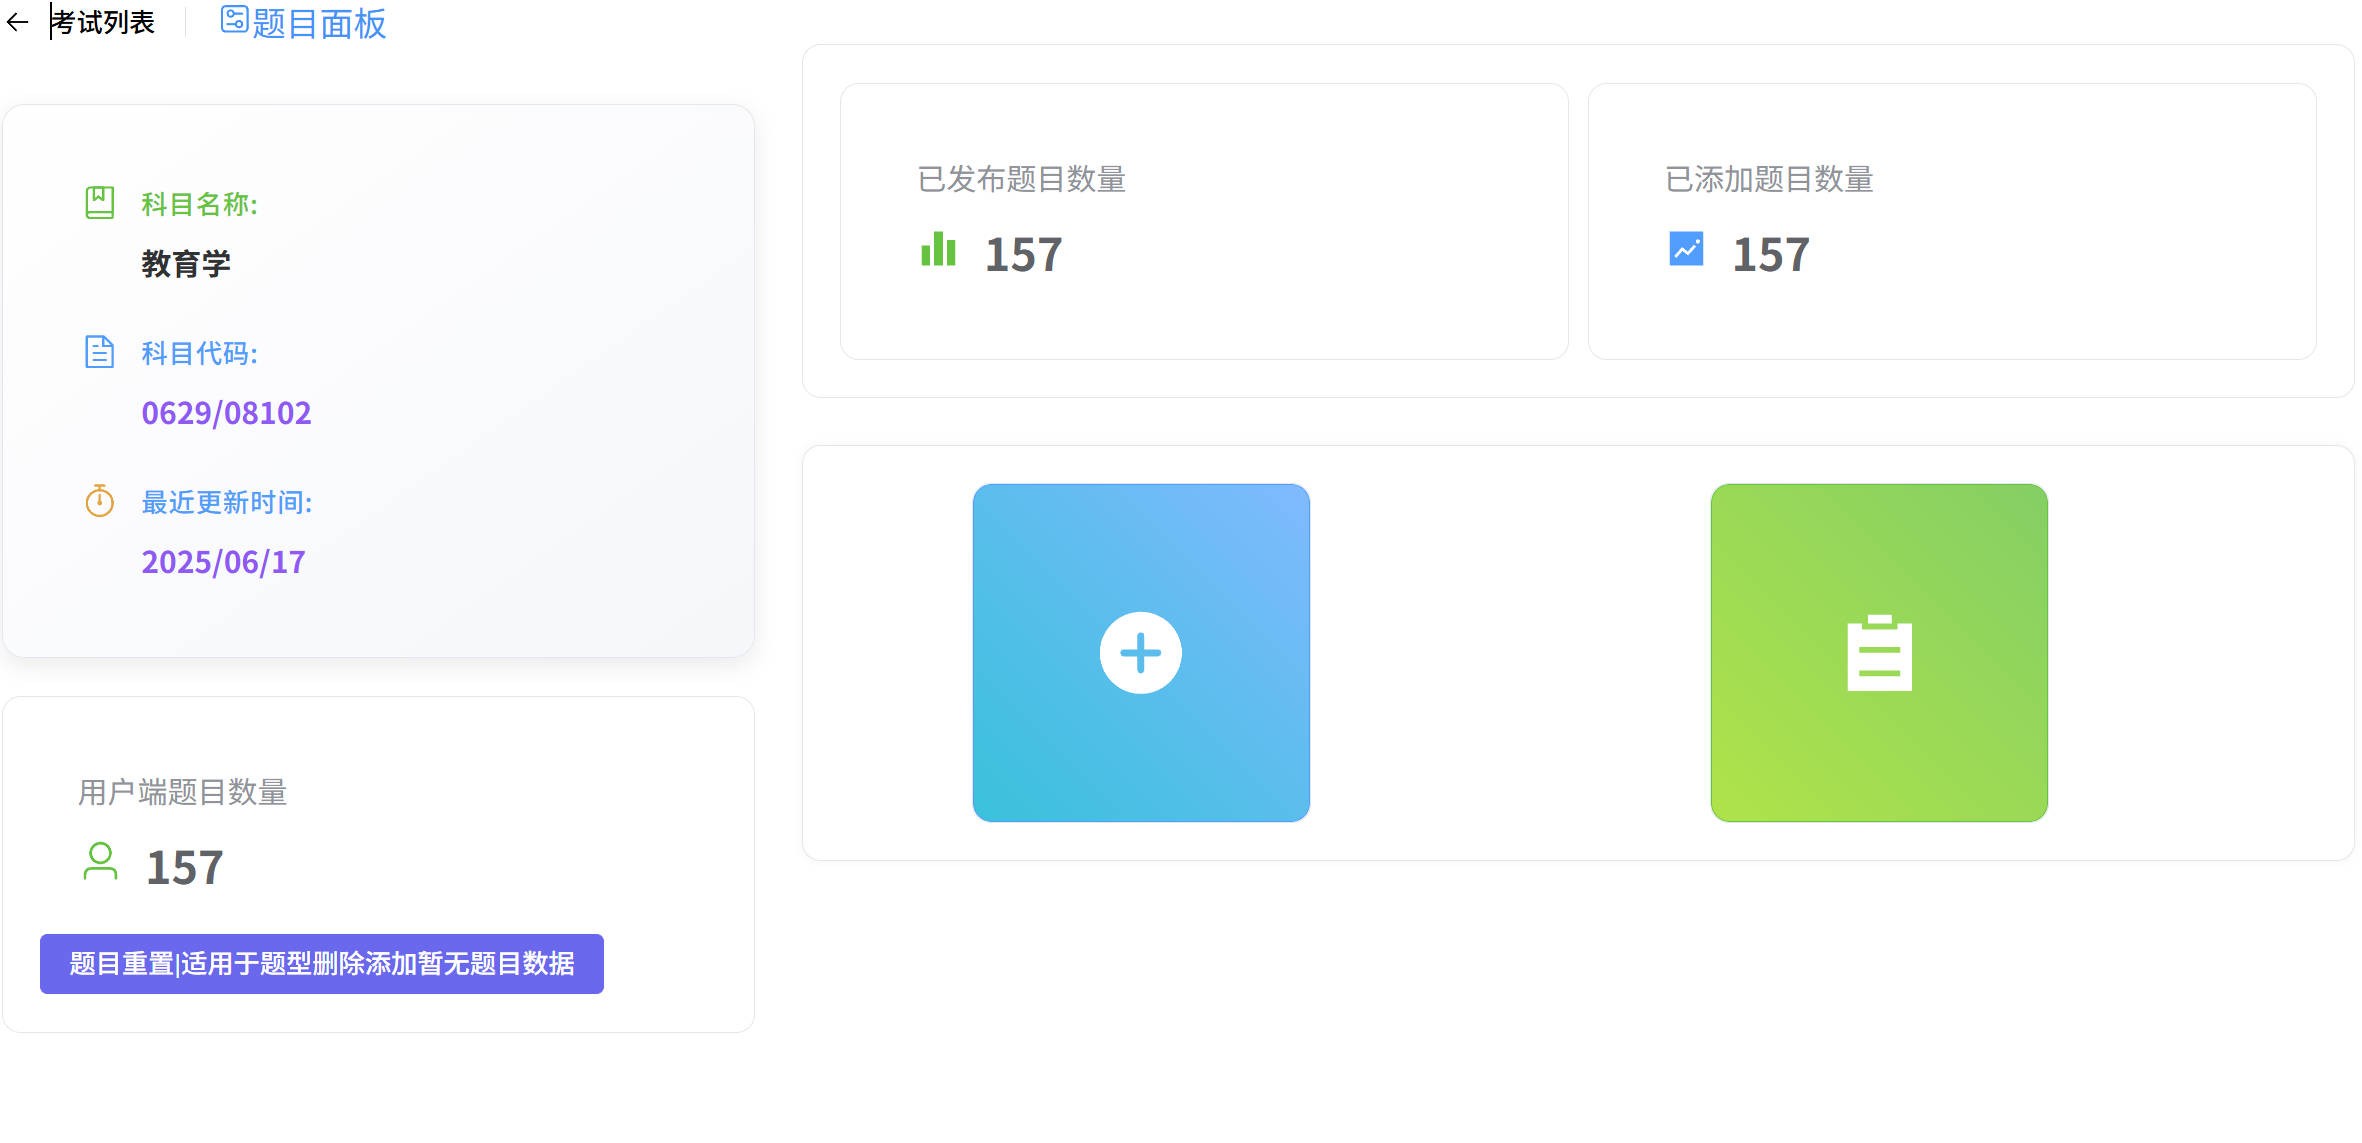 考试列表
题目面板
科目名称:
教育学
科目代码:
0629/08102
最近更新时间:
2025/06/17
用户端题目数量
157
题目重置|适用于题型删除添加暂无题目数据
已发布题目数量
157
已添加题目数量
157